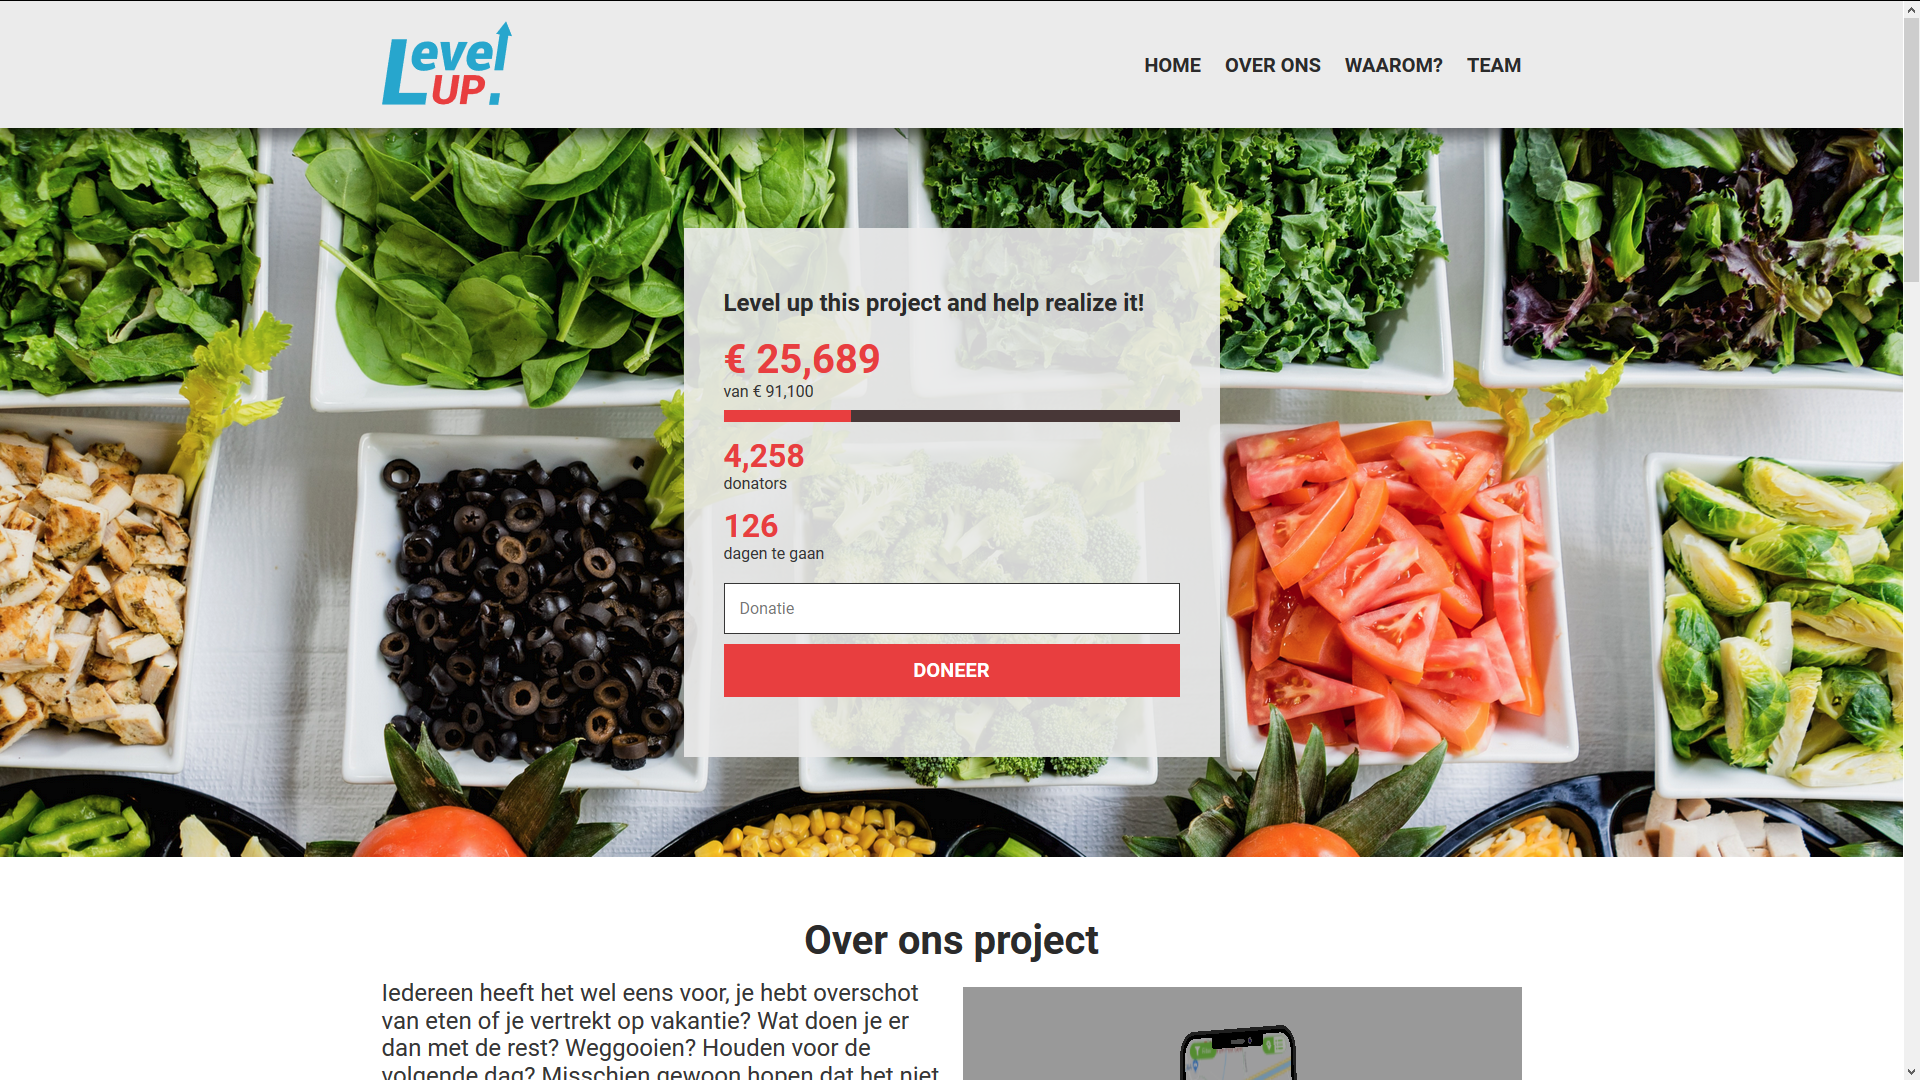 Level
UP.
HOME OVER ONS WAAROM? TEAM
Level up this project and help realize it!
€ 25,689
van € 91,100
4,258
donators
126
dagen te gaan
Donatie
DONEER
Over ons project
Iedereen heeft het wel eens voor, je hebt overschot
van eten of je vertrekt op vakantie? Wat doen je er
dan met de rest? Weggooien? Houden voor de
volgende dag? Misschien gewoon hopen dat het niet